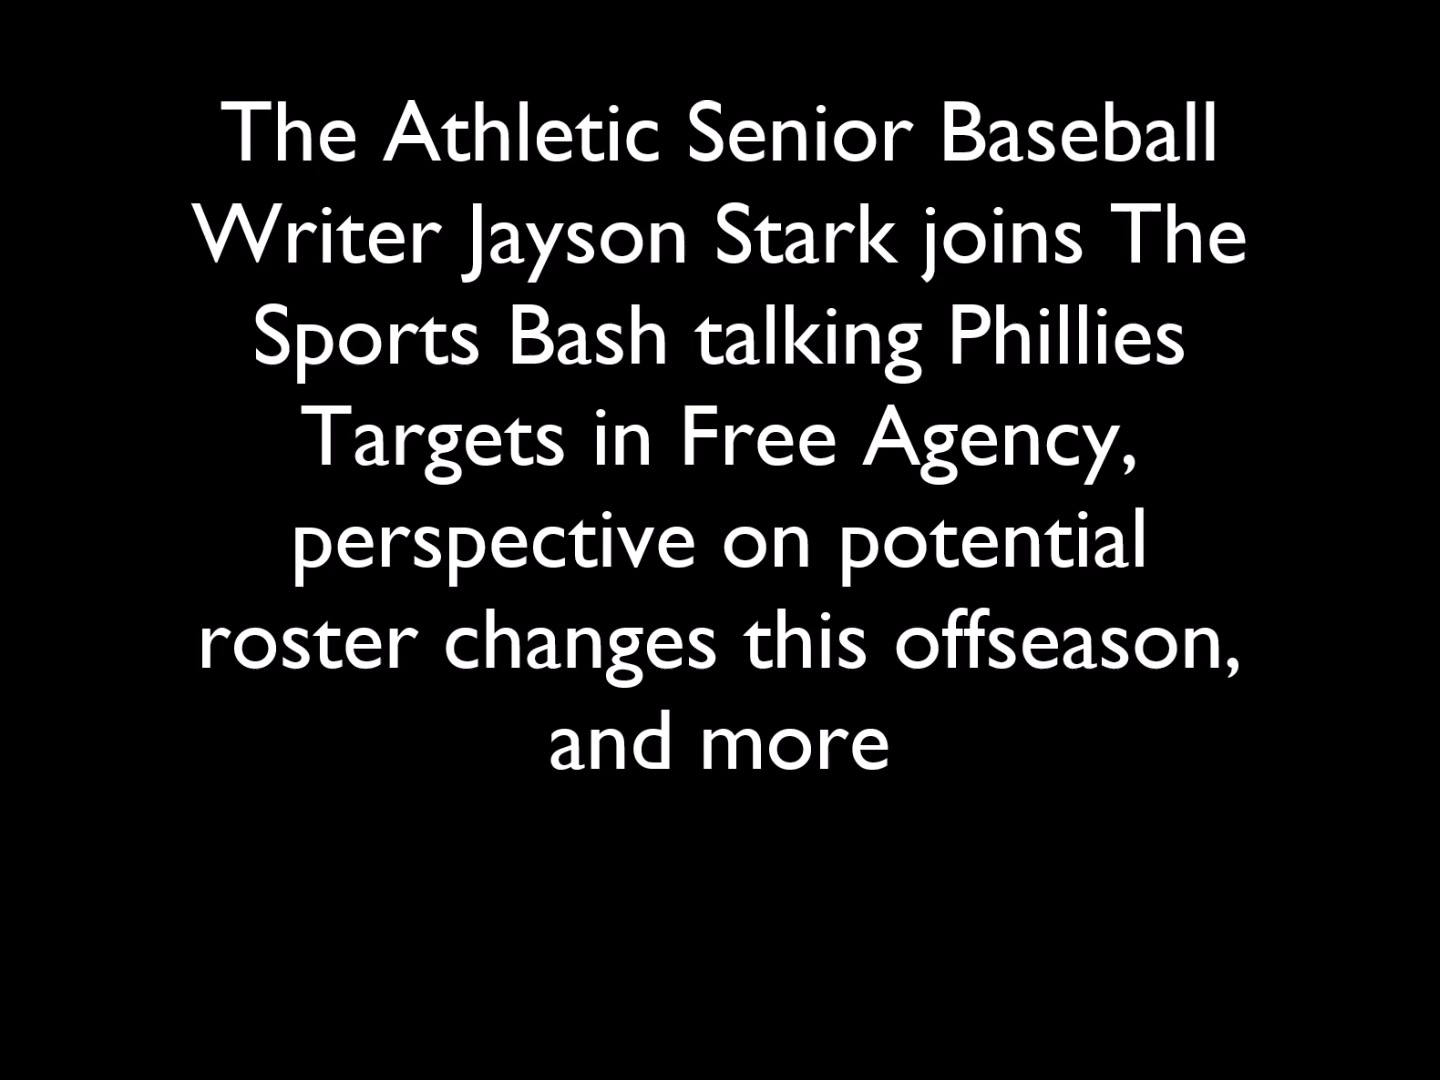 The Athletic Senior Baseball
Writer Jayson Stark joins The
Sports Bash talking Phillies
Targets in Free Agency,
perspective on potential
roster changes this offseason,
and more